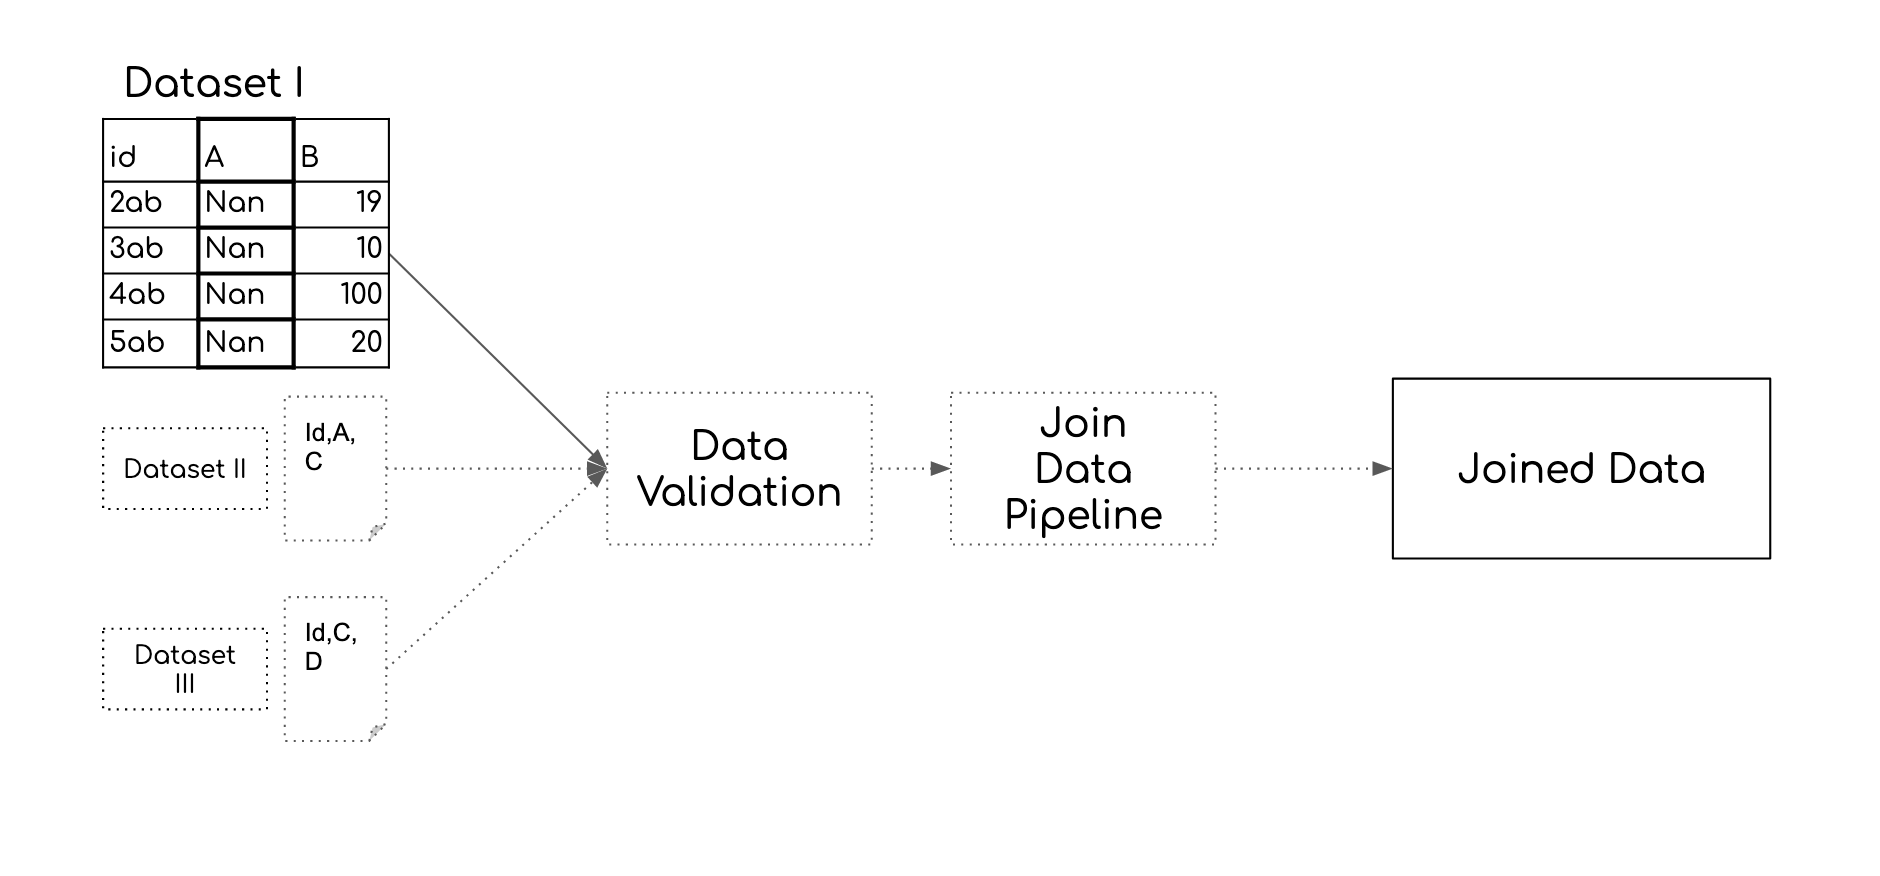 Dataset I
id A B
2ab Nan 19
3ab Nan 10
4ab Nan 100
5ab Nan 20
Dataset II
Id,A,
C
Dataset
III
Id,C,
D
Data
Validation
Join
Data
Pipeline
Joined Data